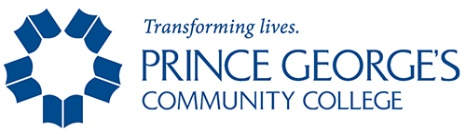 Transforming lives.
PRINCE GEORGE'S
COMMUNITY COLLEGE